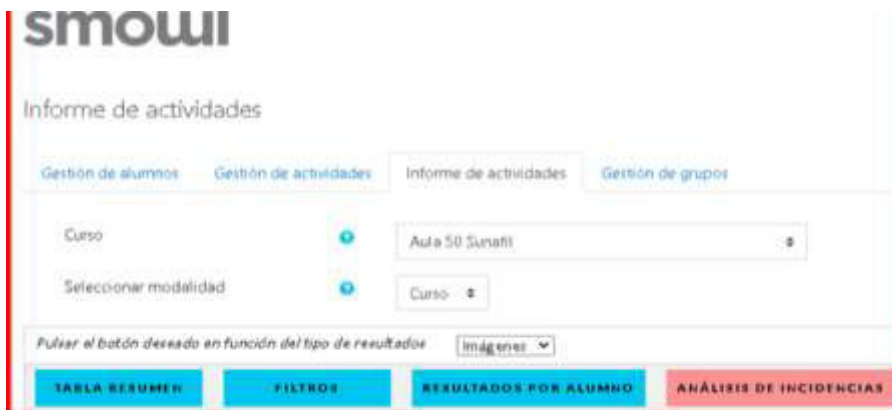 smowl
Informe de actividades
Gestión de alumnos Gestión de actividades Informe de actividades Gestión de grupos
Curso Aula 50 Sunafil
Seleccionar modalidad Curso
Pulsar el botón deseado en función del tipo de resultados Imágenes
TABLA RESUMEN FILTROS RESULTADOS POR ALUMNO ANÁLISIS DE INCIDENCIAS